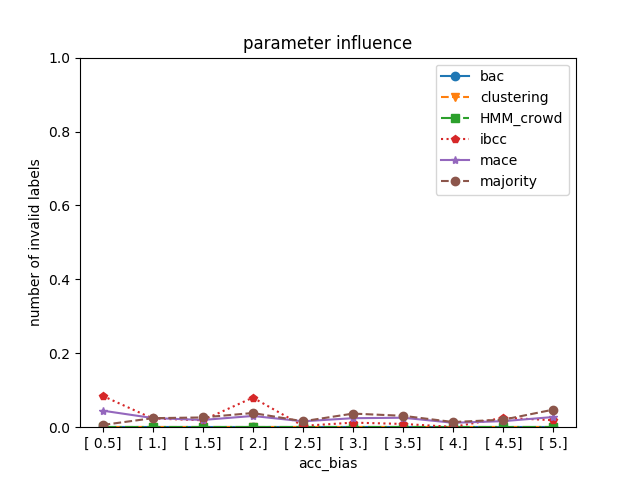 parameter influence
1.0
0.8
0.6
0.4
0.2
0.0
number of invalid labels
bac
clustering
HMM_crowd
ibcc
mace
majority
[ 0.5] [ 1.] [ 1.5] [ 2.] [ 2.5] [ 3.] [ 3.5] [ 4.] [ 4.5] [ 5.]
acc_bias